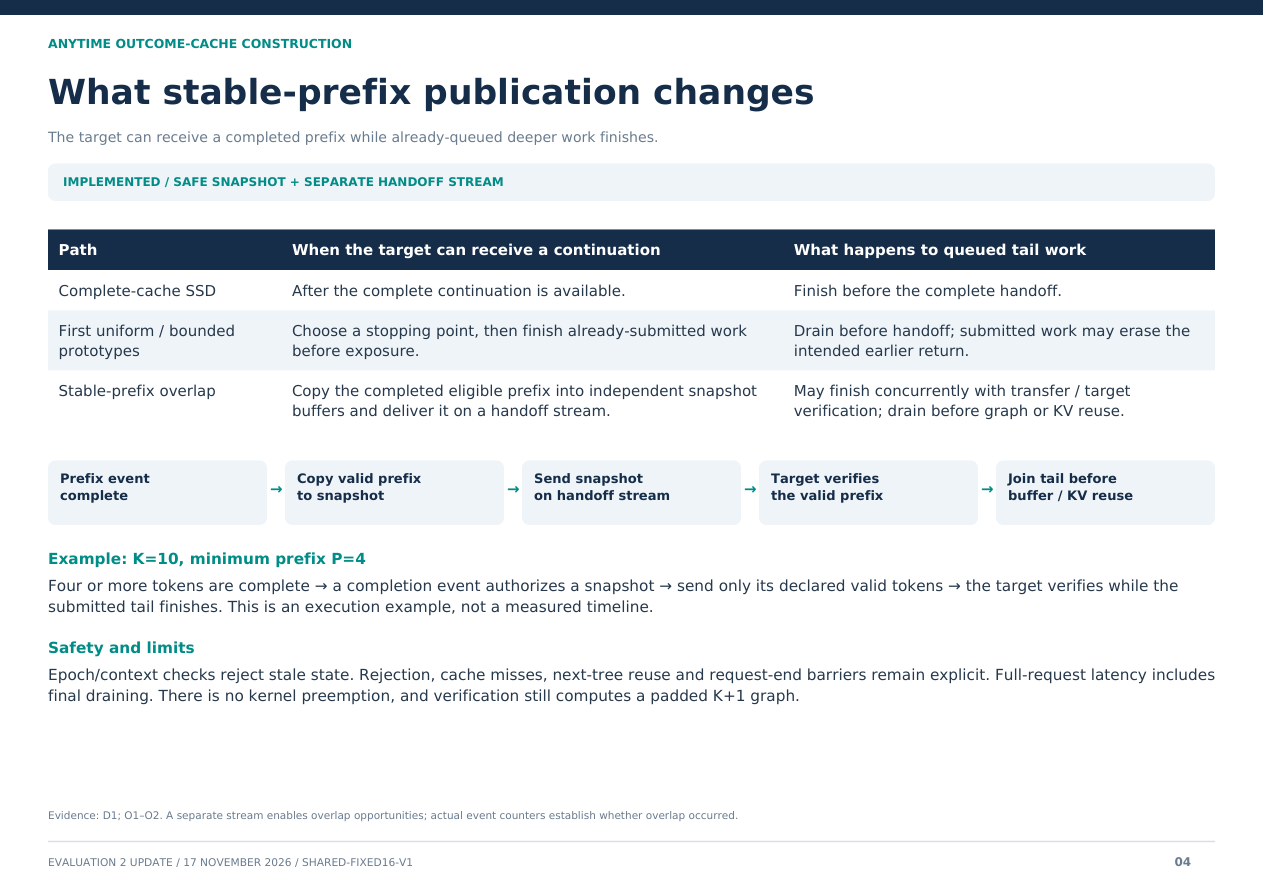 ANYTIME OUTCOME-CACHE CONSTRUCTION
What stable-prefix publication changes
The target can receive a completed prefix while already-queued deeper work finishes.
IMPLEMENTED / SAFE SNAPSHOT + SEPARATE HANDOFF STREAM
Path When the target can receive a continuation What happens to queued tail work
Complete-cache SSD After the complete continuation is available. Finish before the complete handoff.
First uniform / bounded Choose a stopping point, then finish already-submitted work Drain before handoff; submitted work may erase the
prototypes before exposure. intended earlier return.
Stable-prefix overlap Copy the completed eligible prefix into independent snapshot May finish concurrently with transfer / target
buffers and deliver it on a handoff stream. verification; drain before graph or KV reuse.
Prefix event
complete
→
Copy valid prefix
to snapshot
→
Send snapshot
on handoff stream
→
Target verifies
the valid prefix
→
Join tail before
buffer / KV reuse
Example: K=10, minimum prefix P=4
Four or more tokens are complete → a completion event authorizes a snapshot → send only its declared valid tokens → the target verifies while the
submitted tail finishes. This is an execution example, not a measured timeline.
Safety and limits
Epoch/context checks reject stale state. Rejection, cache misses, next-tree reuse and request-end barriers remain explicit. Full-request latency includes
final draining. There is no kernel preemption, and verification still computes a padded K+1 graph.
Evidence: D1; O1–O2. A separate stream enables overlap opportunities; actual event counters establish whether overlap occurred.
EVALUATION 2 UPDATE / 17 NOVEMBER 2026 / SHARED-FIXED16-V1 04